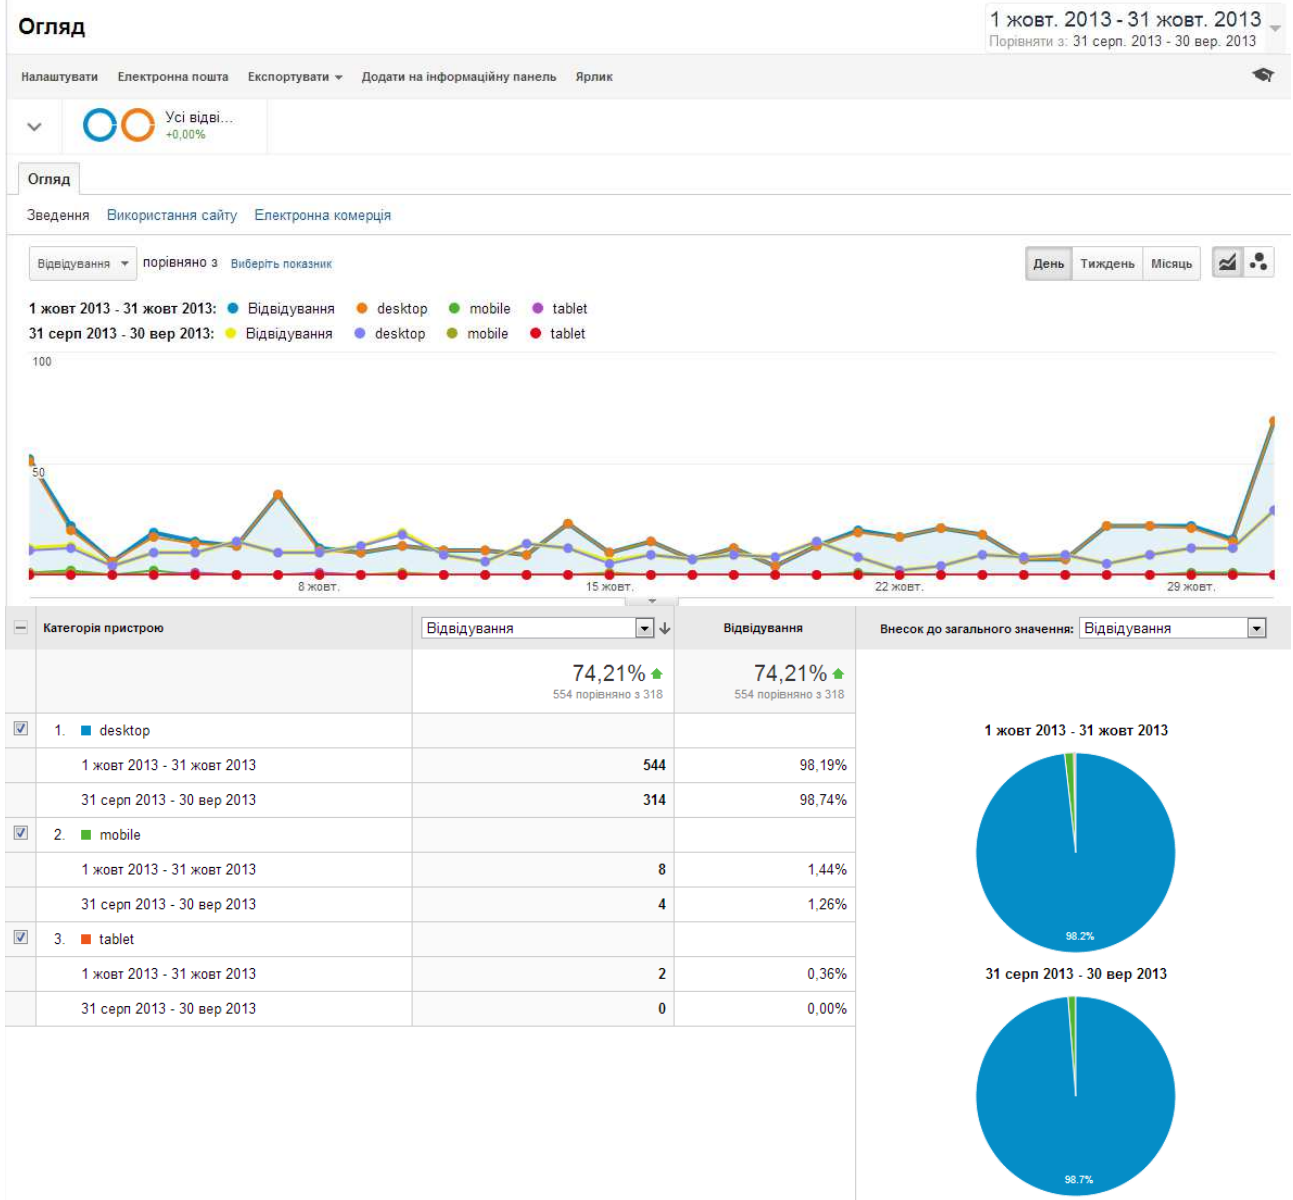 Огляд
1 жовт. 2013 - 31 жовт. 2013
Порівняти з: 31 серп. 2013 - 30 вер. 2013
Налаштувати Електронна пошта Експортувати Додати на інформаційну панель Ярлик
Усі відві...
+0,00%
Огляд
Зведення Використання сайту Електронна комерція
Відвідування порівняно з Виберіть показник День Тиждень Місяць
1 жовт 2013 - 31 жовт 2013: Відвідування desktop mobile tablet
31 серп 2013 - 30 вер 2013: Відвідування desktop mobile tablet
100
50
8 жовт. 15 жовт. 22 жовт. 29 жовт.
Категорія пристрою Відвідування Відвідування Внесок до загального значення: Відвідування
74,21% 74,21%
554 порівняно з 318 554 порівняно з 318
1. desktop
1 жовт 2013 - 31 жовт 2013 544 98,19%
31 серп 2013 - 30 вер 2013 314 98,74%
2. mobile
1 жовт 2013 - 31 жовт 2013 8 1,44%
31 серп 2013 - 30 вер 2013 4 1,26%
3. tablet
1 жовт 2013 - 31 жовт 2013 2 0,36%
31 серп 2013 - 30 вер 2013 0 0,00%
1 жовт 2013 - 31 жовт 2013
98.2%
31 серп 2013 - 30 вер 2013
98.7%